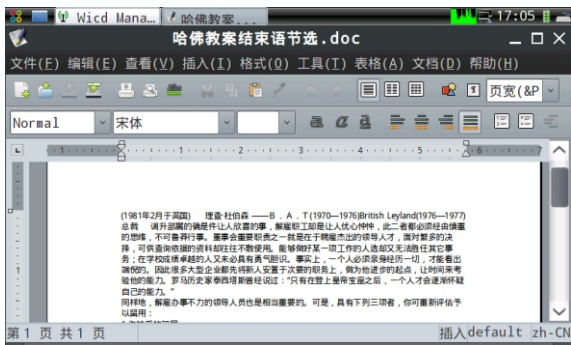 Wicd Mana… 哈佛教案… 17:05
哈佛教案结束语节选.doc
文件(F) 编辑(E) 查看(V) 插入(I) 格式(O) 工具(T) 表格(A) 文档(D) 帮助(H)
页宽(&P
Normal 宋体
1 1 2 3 4 5 6 7
(1981年2月于英国) 理查·杜伯森 ——B．A．T(1970—1976)British Leyland(1976—1977)
总裁 调升部属的确是件让人欣喜的事，解雇职工却是让人忧心忡忡，此二者都必须经由慎重
的思维，不可鲁莽行事。董事会重要职责之一就是在于聘雇杰出的领导人才，面对繁多的决
择，可供查询依据的资料却往往不敷使用。能够做好某一项工作的人选却又无法胜任其它事
务；在学校成绩卓越的人又未必具有勇气胆识。事实上，一个人必须亲身经历一切，才能看出
端倪的。因此很多大型企业都先将新人安置于次要的职务上，做为他进步的起点，让时间来考
验他的能力。罗马历史家泰西塔斯曾经说过：“只有在登上皇帝宝座之后，一个人才会逐渐怀疑
自己的能力。”
同样地，解雇办事不力的领导人员也是相当重要的。可是，具有下列三项者，你可重新评估予
以留用：
第 1 页 共 1 页 插入 default zh-CN